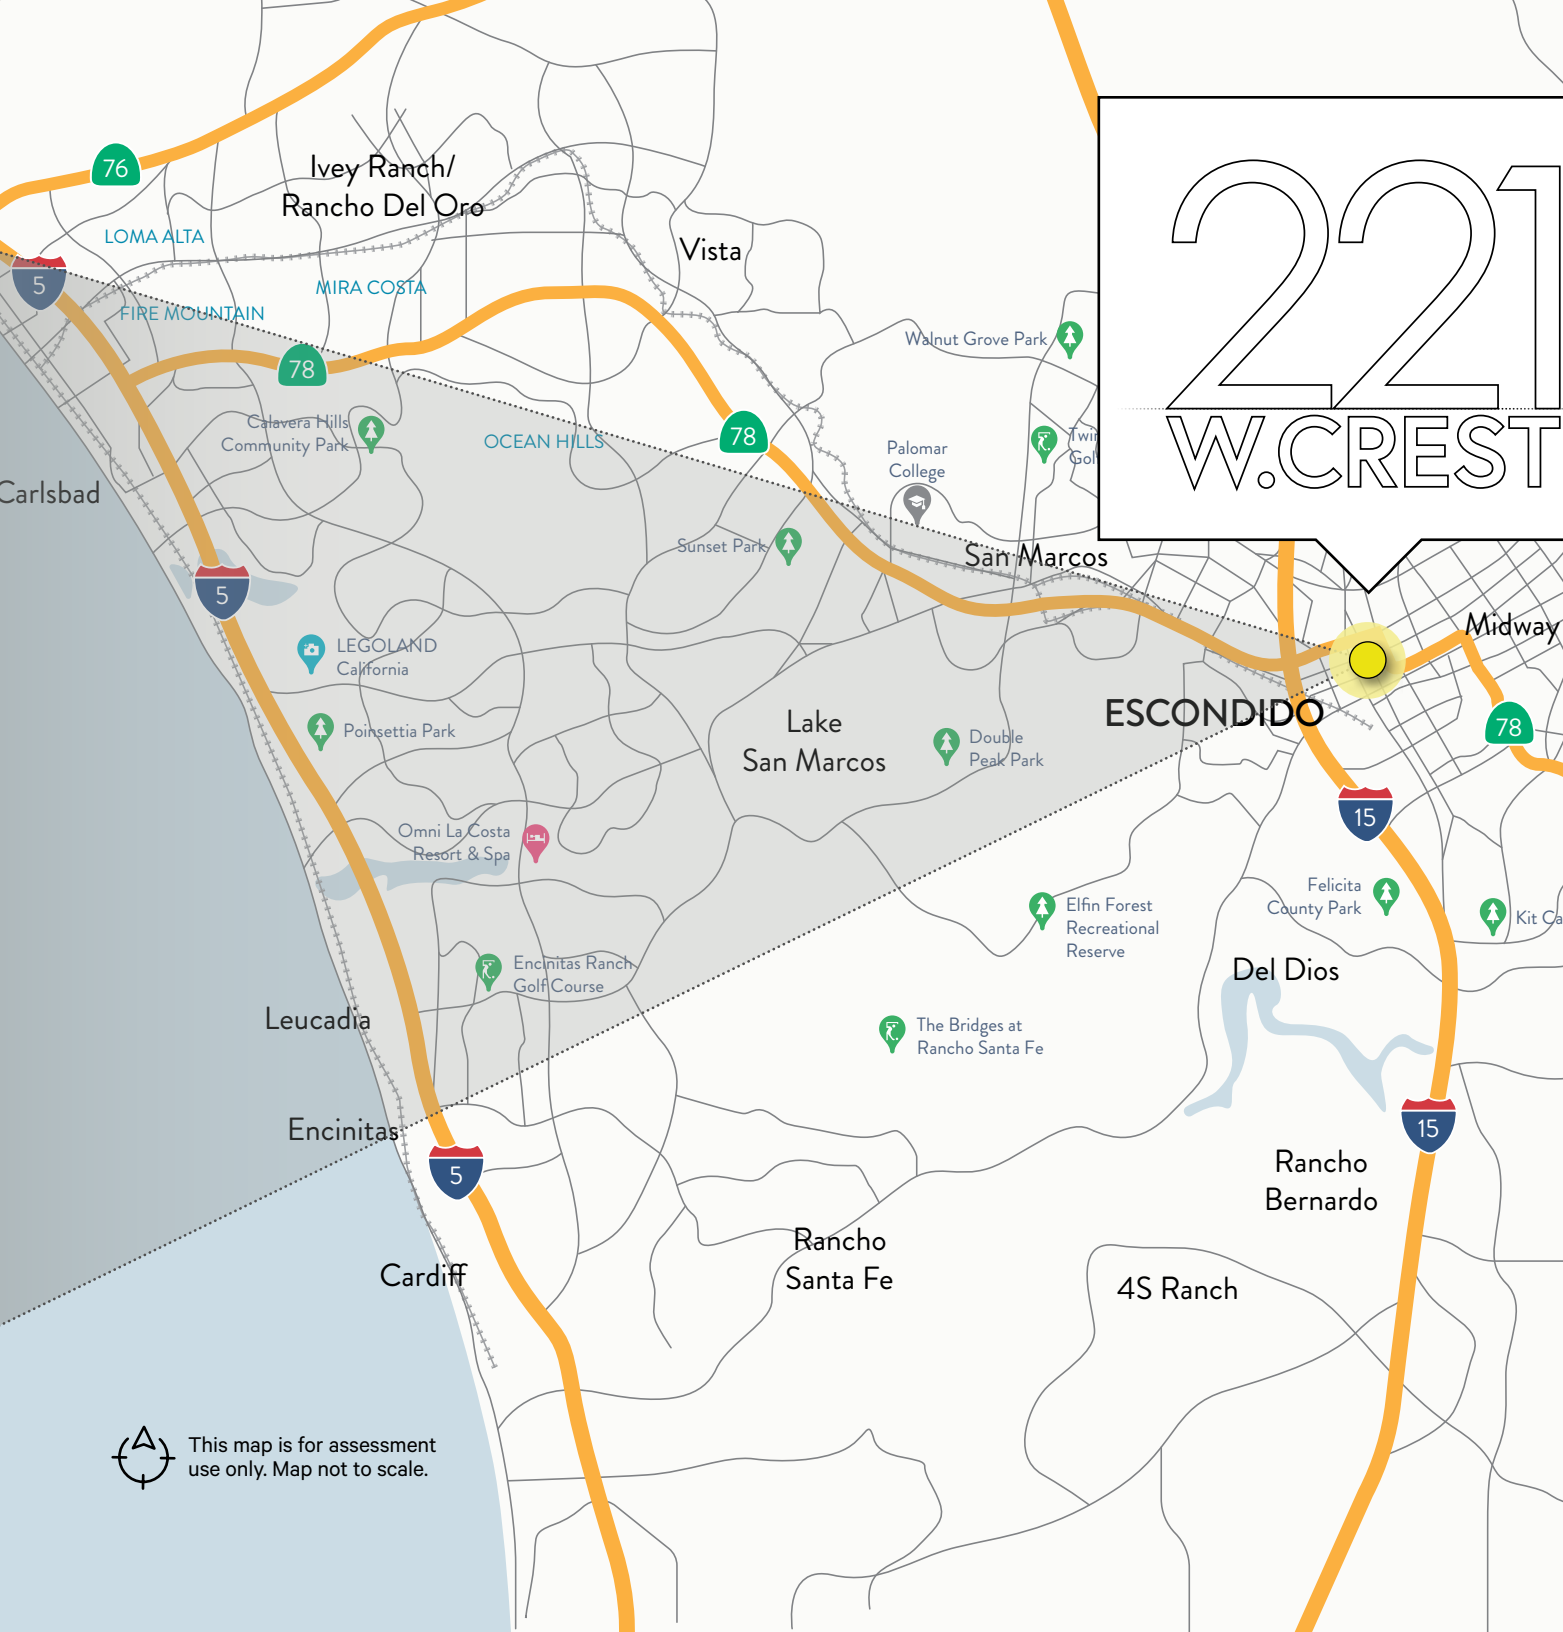 76
Ivey Ranch/
Rancho Del Oro
LOMA ALTA
Vista
5
MIRA COSTA
FIRE MOUNTAIN
78
Walnut Grove Park
221
W.CREST
Calavera Hills
Community Park
OCEAN HILLS
78
Palomar
College
Carlsbad
Sunset Park
San Marcos
5
Midway
LEGOLAND
California
Poinsettia Park
Lake
San Marcos
Double
Peak Park
ESCONDIDO
78
15
Omni La Costa
Resort & Spa
Felicita
County Park
Elfin Forest
Recreational
Reserve
Kit
Encinitas Ranch
Golf Course
Del Dios
Leucadia
The Bridges at
Rancho Santa Fe
Encinitas
15
5
Rancho
Bernardo
Rancho
Santa Fe
Cardiff
4S Ranch
This map is for assessment
use only. Map not to scale.